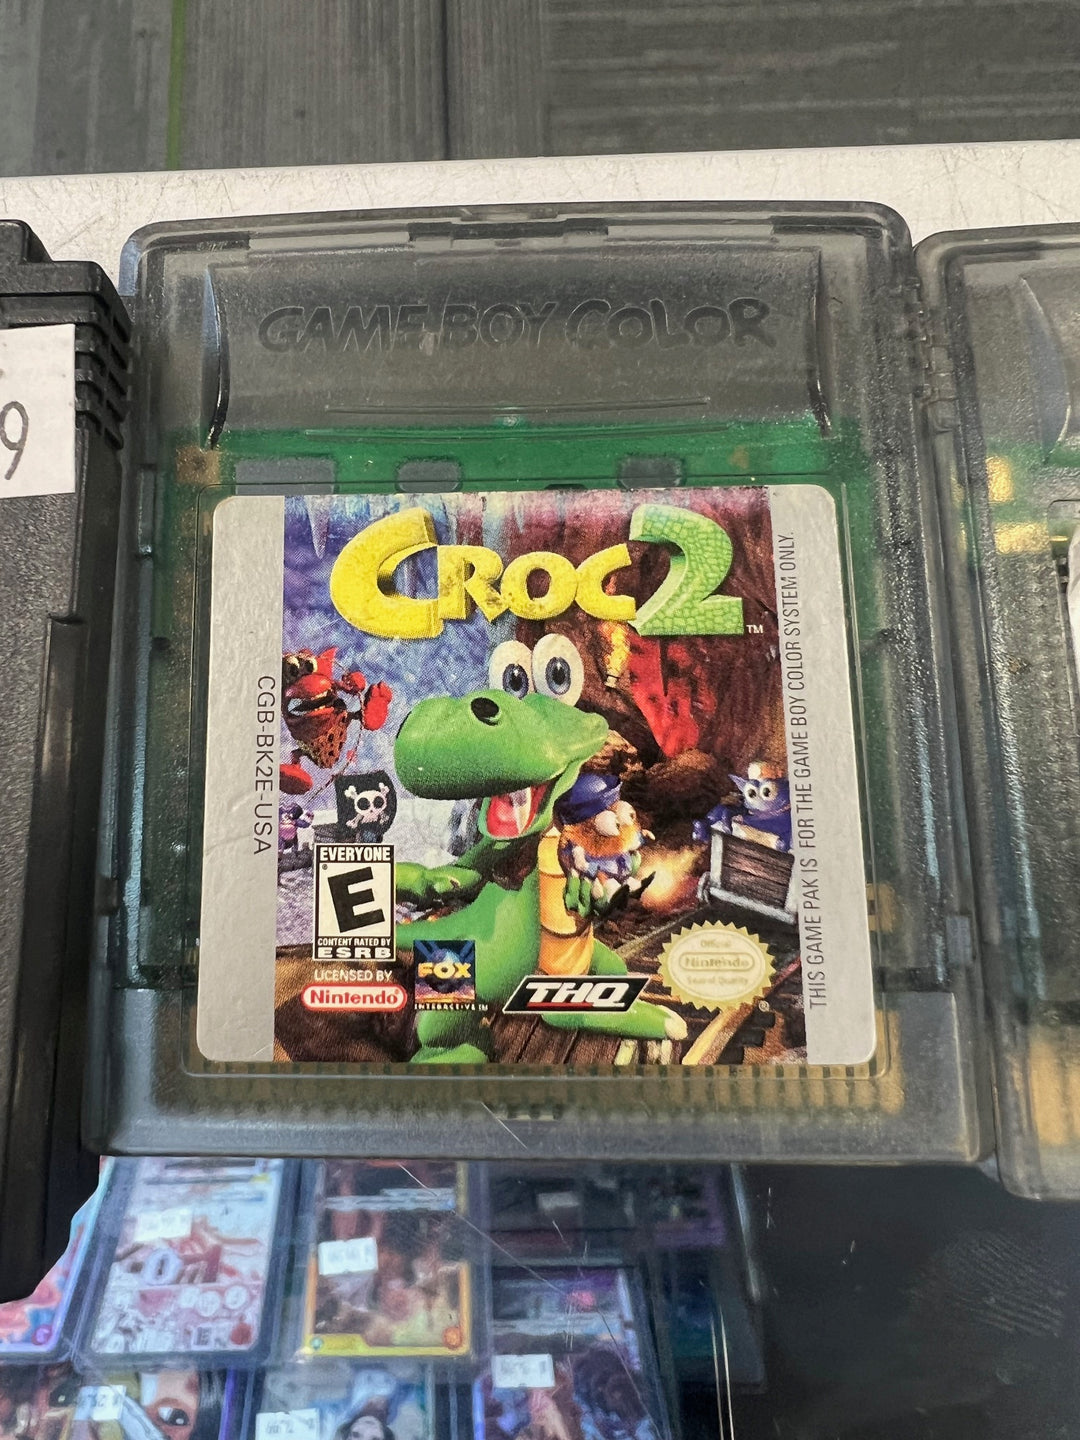 9
GAME BOY COLOR
CROC 2 ™
CGB-BK2E-USA
THIS GAME PAK IS FOR THE GAME BOY COLOR SYSTEM ONLY.
EVERYONE
E
CONTENT RATED BY
ESRB
LICENSED BY
Nintendo
FOX
INTERACTIVE™
THQ
Official
Nintendo
Seal of Quality
®